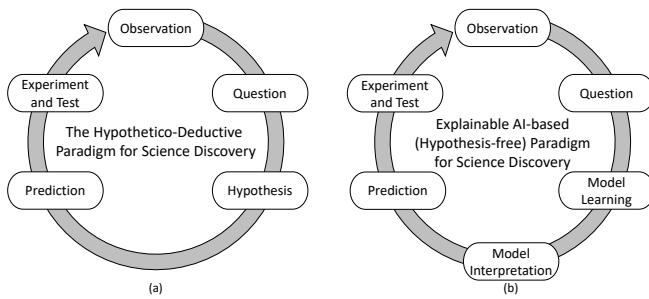 Observation
Question
Hypothesis
Prediction
Experiment
and Test
The Hypothetico-Deductive
Paradigm for Science Discovery
(a)
Observation
Question
Model
Learning
Model
Interpretation
Prediction
Experiment
and Test
Explainable AI-based
(Hypothesis-free) Paradigm
for Science Discovery
(b)